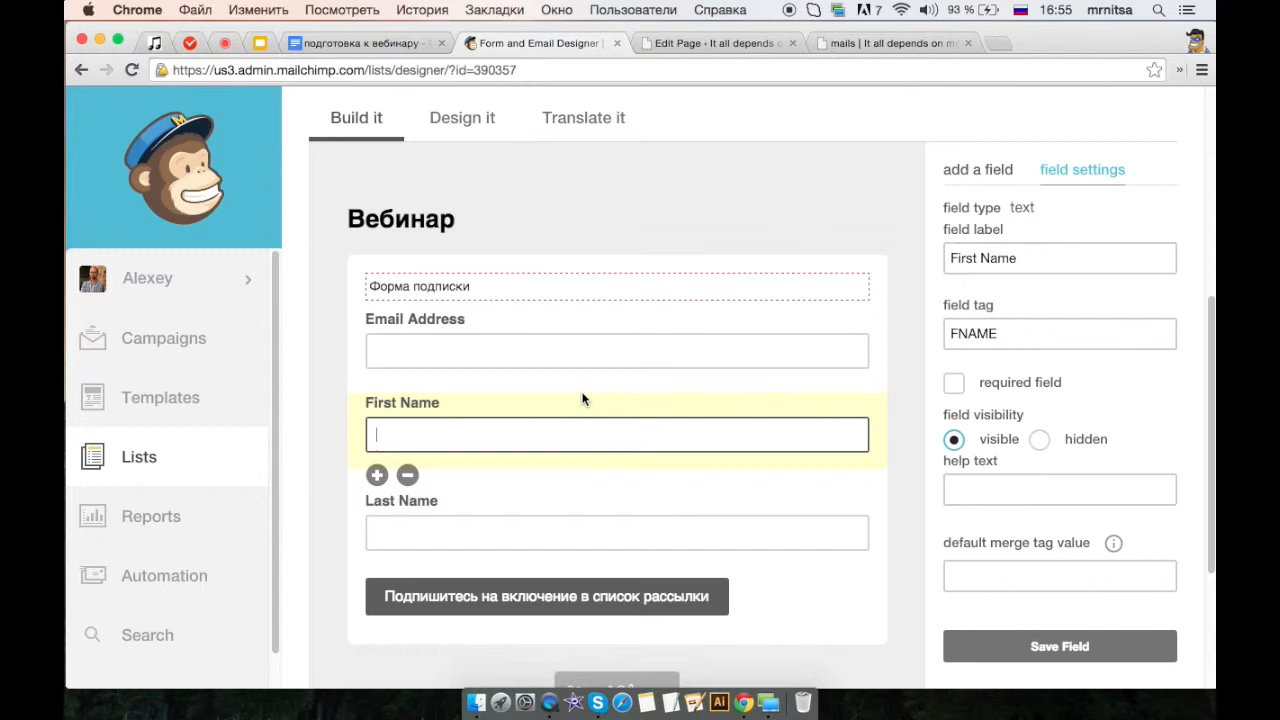 Chrome Файл Изменить Посмотреть История Закладки Окно Пользователи Справка 7 93 % 16:55 mrnitsa
подготовка к вебинару - Form and Email Designer | Edit Page ‹ It all depends mails | It all depends on
https://us3.admin.mailchimp.com/lists/designer/?id=390357 »
M
Build it Design it Translate it
add a field field settings
field type text
Вебинар
field label
First Name
Alexey
Форма подписки
Email Address
field tag
FNAME
Campaigns
required field
Templates
First Name
field visibility
visible hidden
Lists
help text
Last Name
Reports
default merge tag value
Automation
Подпишитесь на включение в список рассылки
Search
Save Field
Ai